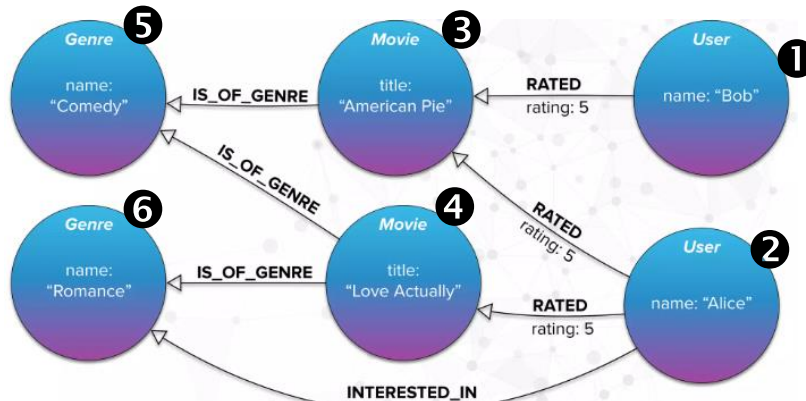 Genre
5
name:
“Comedy”
IS_OF_GENRE
Movie
3
title:
“American Pie”
RATED
rating: 5
User
1
name: “Bob”
IS_OF_GENRE
RATED
rating: 5
Genre
6
name:
“Romance”
IS_OF_GENRE
Movie
4
title:
“Love Actually”
RATED
rating: 5
User
2
name: “Alice”
INTERESTED_IN